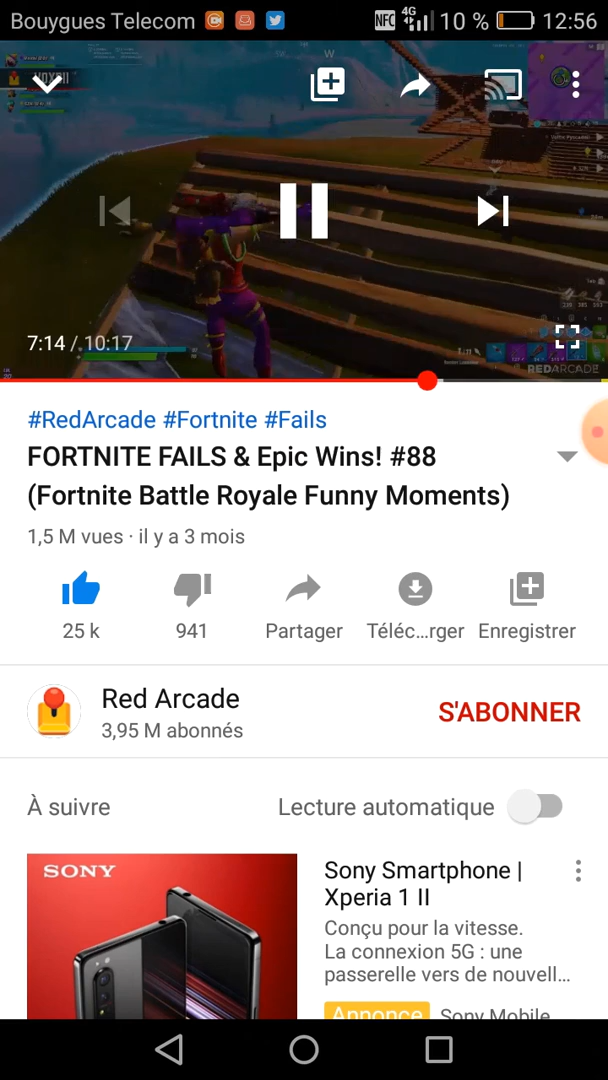 Bouygues Telecom NFC 4G 10 % 12:56
W
7:14 / 10:17
REDARCADE
#RedArcade #Fortnite #Fails
FORTNITE FAILS & Epic Wins! #88
(Fortnite Battle Royale Funny Moments)
1,5 M vues · il y a 3 mois
25 k 941 Partager Téléc...rger Enregistrer
Red Arcade
3,95 M abonnés
S'ABONNER
À suivre Lecture automatique
SONY
Sony Smartphone |
Xperia 1 II
Conçu pour la vitesse.
La connexion 5G : une
passerelle vers de nouvell...
Annonce Sony Mobile